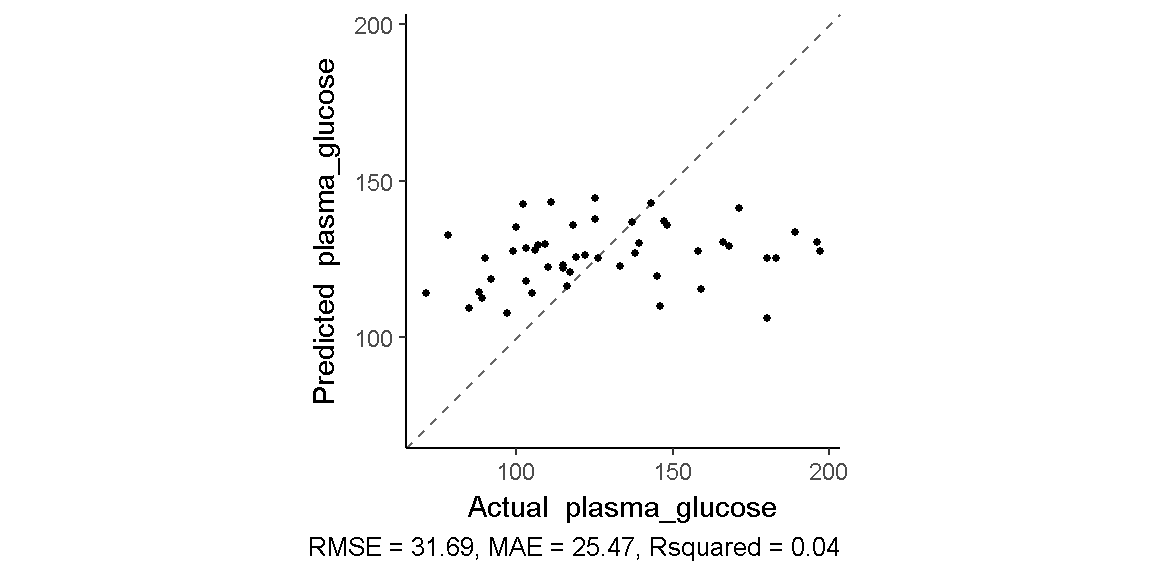 200
150
100
Predicted plasma_glucose
100 150 200
Actual plasma_glucose
RMSE = 31.69, MAE = 25.47, Rsquared = 0.04